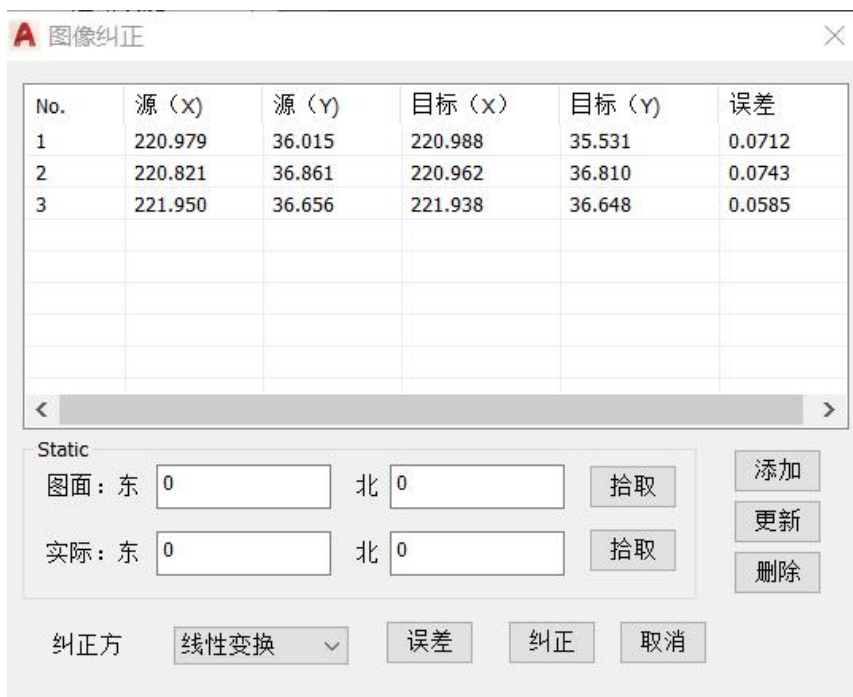 图像纠正
No. 源（X） 源（Y） 目标（X） 目标（Y） 误差
1 220.979 36.015 220.988 35.531 0.0712
2 220.821 36.861 220.962 36.810 0.0743
3 221.950 36.656 221.938 36.648 0.0585
Static
图面：东 0 北 0 拾取
添加
更新
实际：东 0 北 0 拾取
删除
纠正方 线性变换 误差 纠正 取消